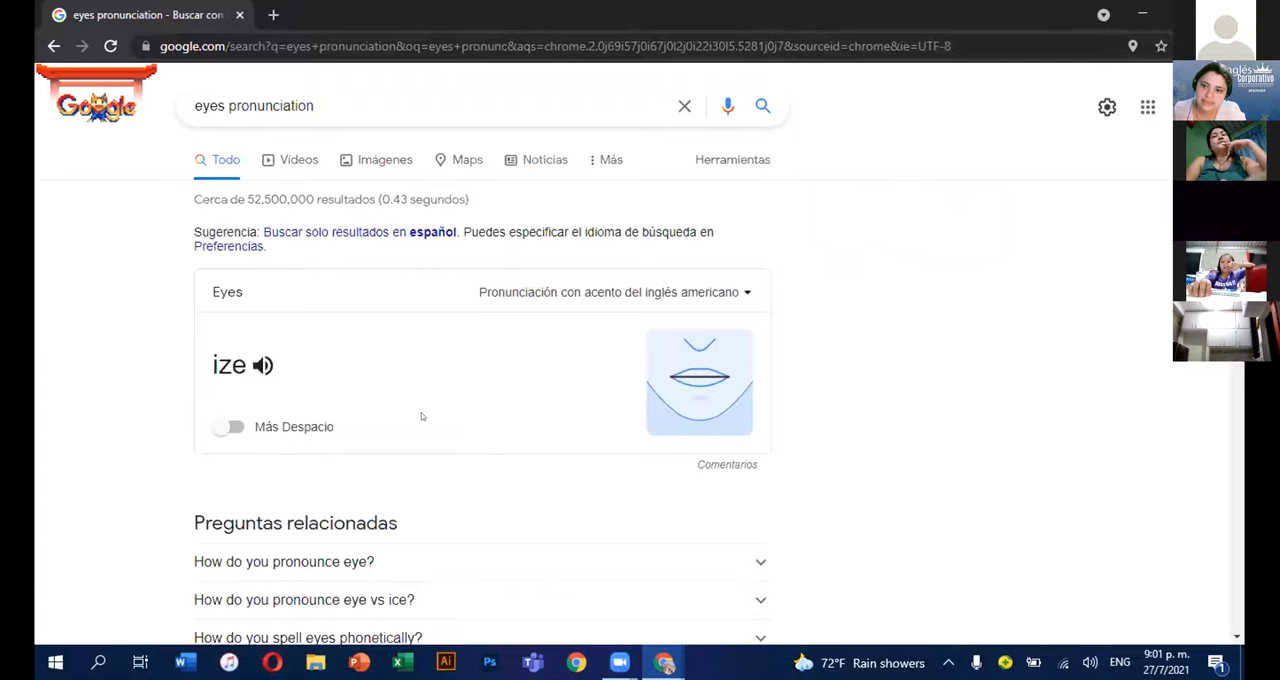 eyes pronunciation - Buscar con
google.com/search?q=eyes+pronunciation&oq=eyes+pronunc&aqs=chrome.2.0j69i57j0i67j0l2j0i22i30l5.5281j0j7&sourceid=chrome&ie=UTF-8
Google
eyes pronunciation
Inglés
Corporativo
Todo
Vídeos
Imágenes
Maps
Noticias
Más
Herramientas
Cerca de 52,500,000 resultados (0.43 segundos)
Sugerencia: Buscar solo resultados en español. Puedes especificar el idioma de búsqueda en
Preferencias.
Eyes
Pronunciación con acento del inglés americano
ize
Más Despacio
Comentarios
Preguntas relacionadas
How do you pronounce eye?
How do you pronounce eye vs ice?
How do you spell eyes phonetically?
72°F Rain showers
ENG
9:01 p. m.
27/7/2021